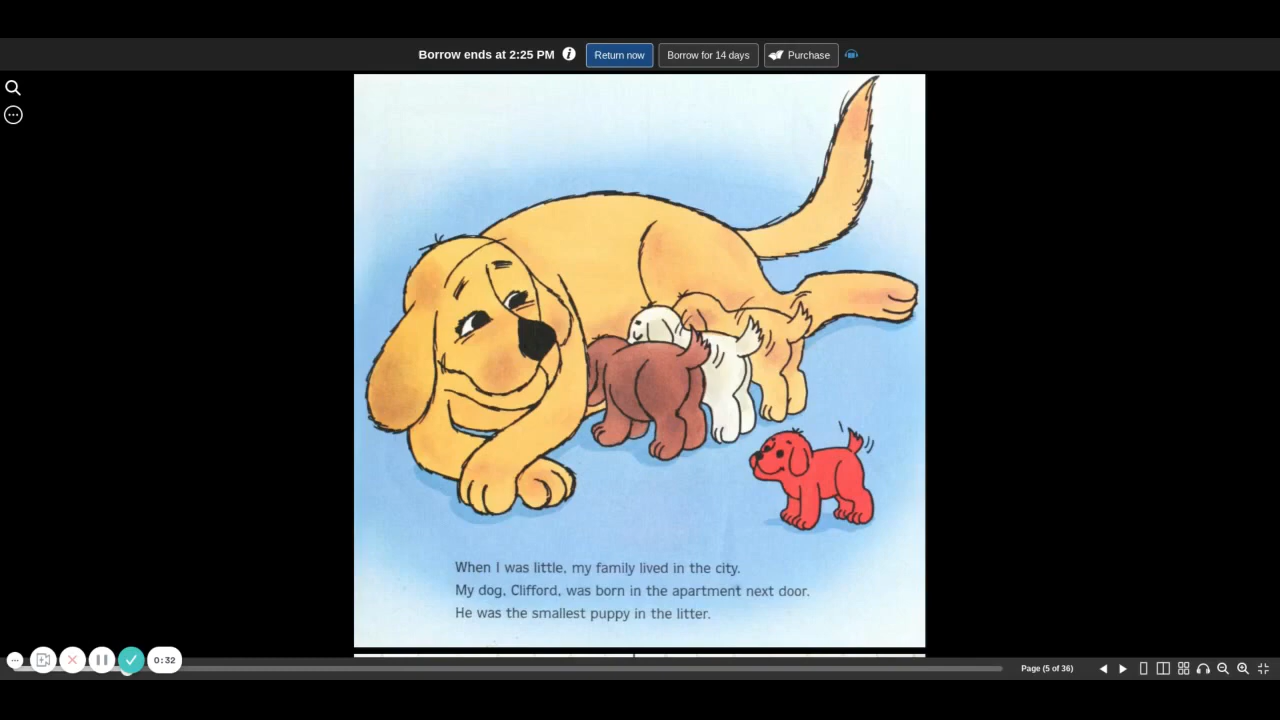 Borrow ends at 2:25 PM
Return now
Borrow for 14 days
Purchase
When I was little, my family lived in the city.
My dog, Clifford, was born in the apartment next door.
He was the smallest puppy in the litter.
0:32
Page (5 of 36)